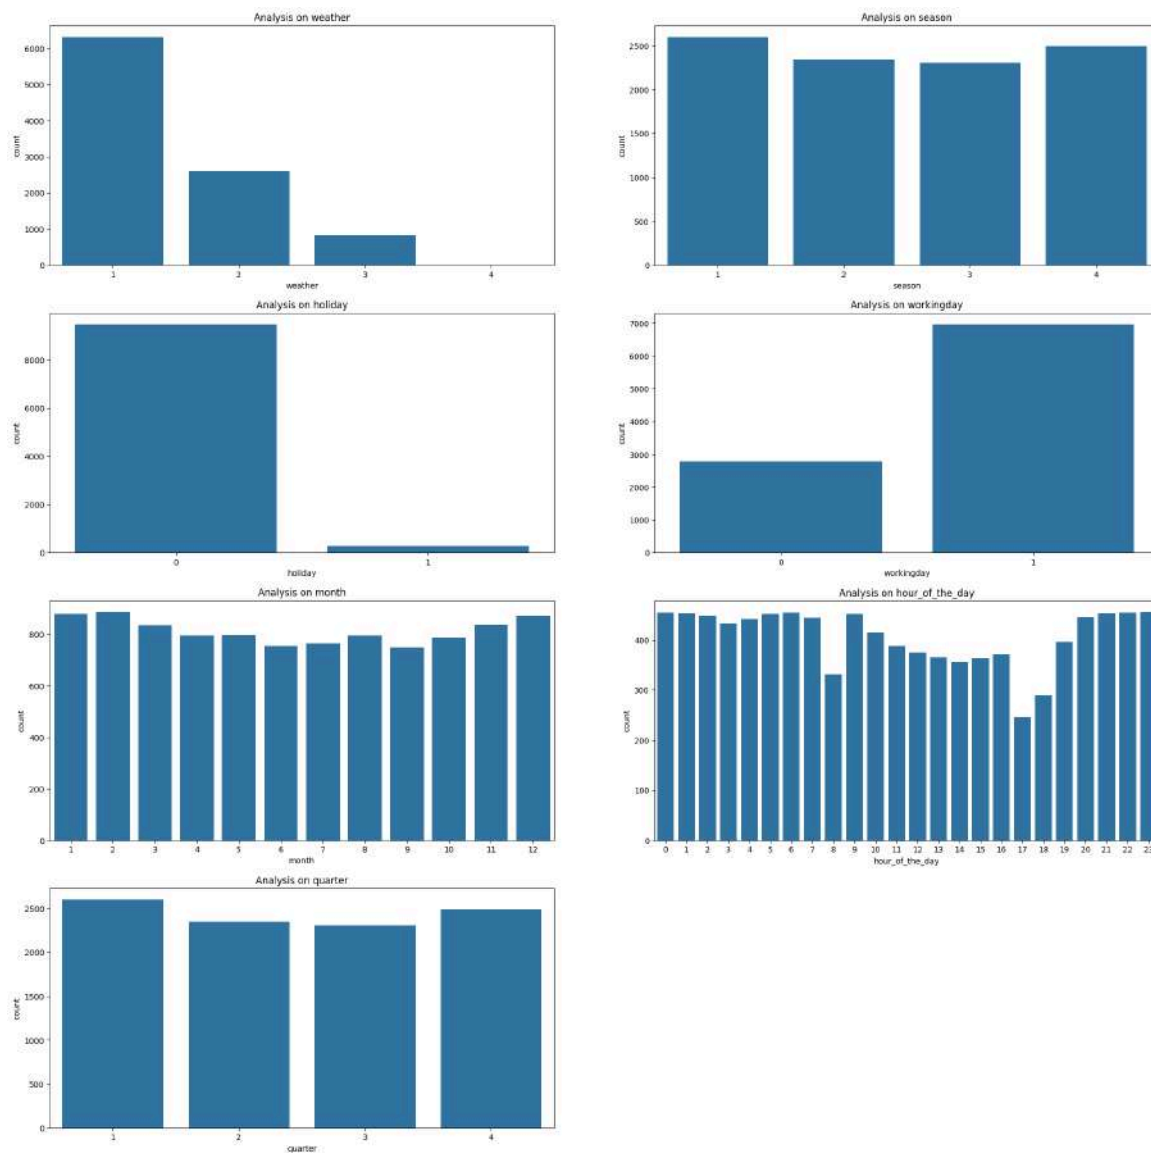 Analysis on weather
6000
5000
4000
3000
2000
1000
0
count
1 2 3 4
weather
Analysis on season
2500
2000
1500
1000
500
0
count
1 2 3 4
season
Analysis on holiday
8000
6000
4000
2000
0
count
0 1
holiday
Analysis on workingday
7000
6000
5000
4000
3000
2000
1000
0
count
0 1
workingday
Analysis on month
800
600
400
200
0
count
1 2 3 4 5 6 7 8 9 10 11 12
month
Analysis on hour_of_the_day
400
300
200
100
0
count
0 1 2 3 4 5 6 7 8 9 10 11 12 13 14 15 16 17 18 19 20 21 22 23
hour_of_the_day
Analysis on quarter
2500
2000
1500
1000
500
0
count
1 2 3 4
quarter